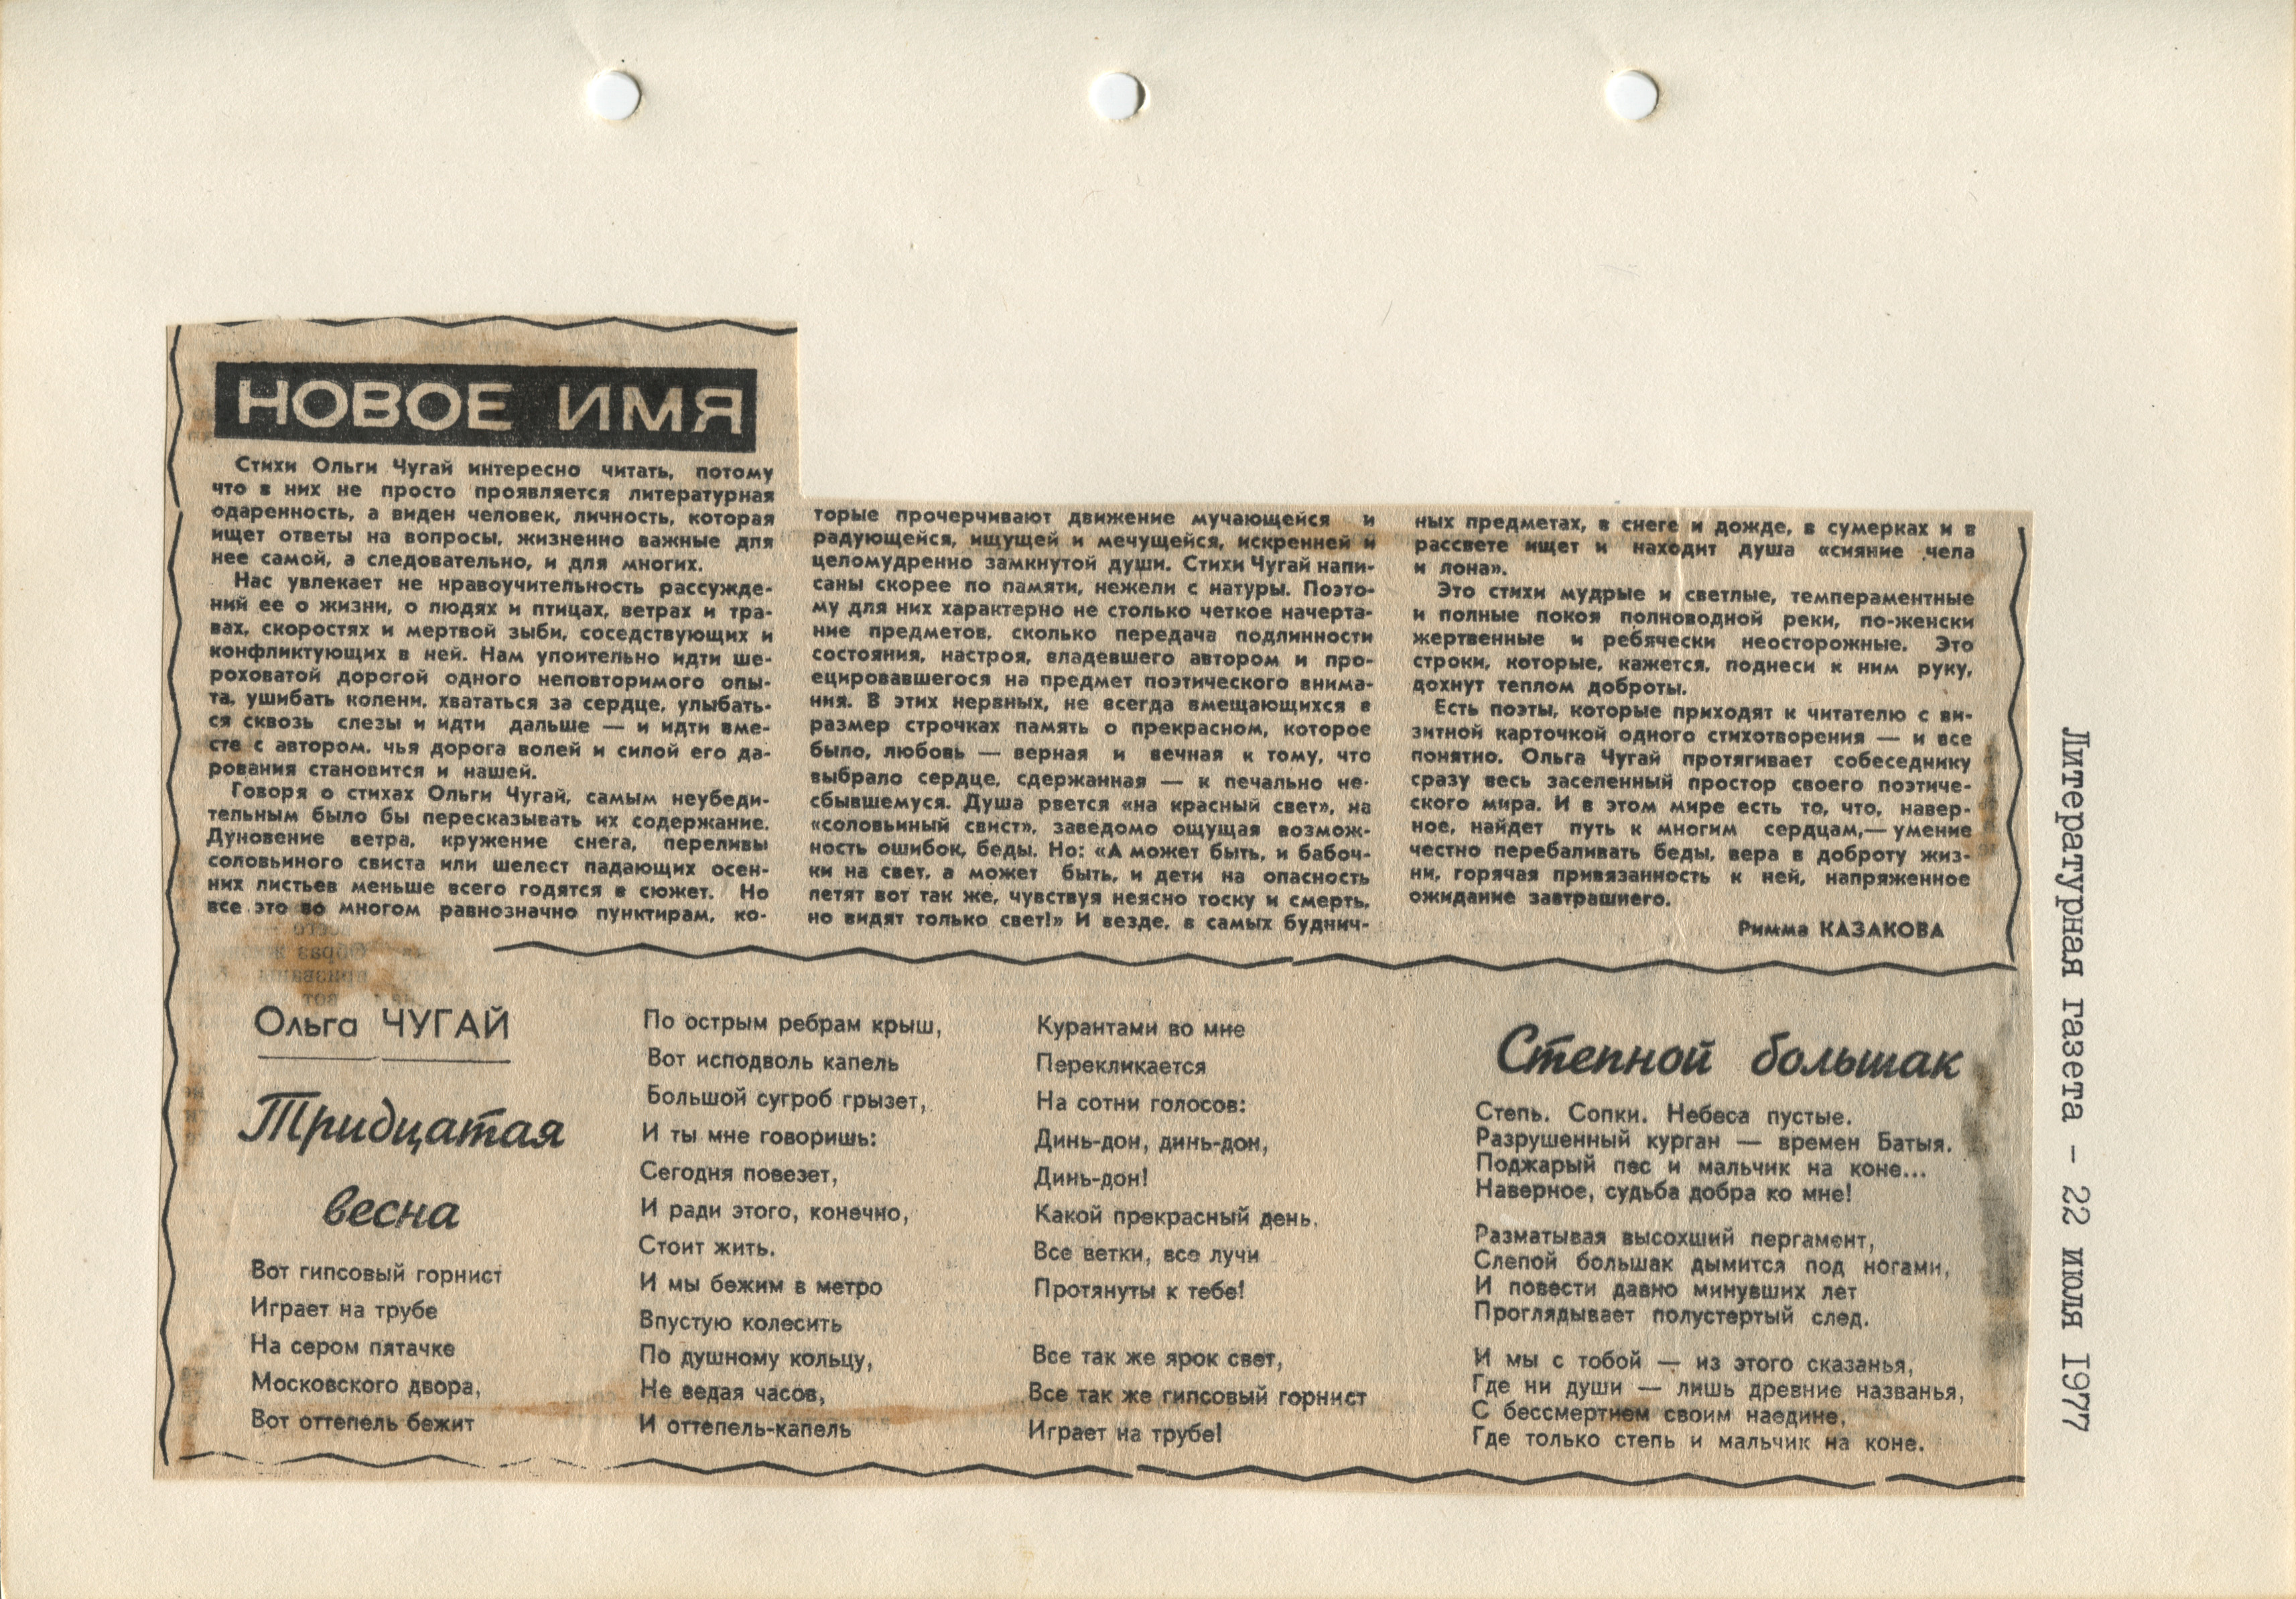 НОВОЕ ИМЯ
Стихи Ольги Чугай интересно читать, потому
что в них не просто проявляется литературная
одаренность, а виден человек, личность, которая
ищет ответы на вопросы, жизненно важные для
нее самой, а следовательно, и для многих.
Нас увлекает не нравоучительность рассужде-
ний ее о жизни, о людях и птицах, ветрах и тра-
вах, скоростях и мертвой зыби, соседствующих и
конфликтующих в ней. Нам упоительно идти ше-
роховатой дорогой одного неповторимого опы-
та, ушибать колени, хвататься за сердце, улыбать-
ся сквозь слезы и идти дальше — и идти вме-
сте с автором, чья дорога волей и силой его да-
рования становится и нашей.
Говоря о стихах Ольги Чугай, самым неубеди-
тельным было бы пересказывать их содержание.
Дуновение ветра, кружение снега, переливы
соловьиного свиста или шелест падающих осен-
них листьев меньше всего годятся в сюжет. Но
все это во многом равнозначно пунктирам, ко-
торые прочерчивают движение мучающейся и
радующейся, ищущей и мечущейся, искренней и
целомудренно замкнутой души. Стихи Чугай напи-
саны скорее по памяти, нежели с натуры. Поэто-
му для них характерно не столько четкое начерта-
ние предметов, сколько передача подлинности
состояния, настроя, владевшего автором и про-
ецировавшегося на предмет поэтического внима-
ния. В этих нервных, не всегда вмещающихся в
размер строчках память о прекрасном, которое
было, любовь — верная и вечная к тому, что
выбрало сердце, сдержанная — к печально не-
сбывшемуся. Душа рвется «на красный свет», на
«соловьиный свист», заведомо ощущая возмож-
ность ошибок, беды. Но: «А может быть, и бабоч-
ки на свет, а может быть, и дети на опасность
летят вот так же, чувствуя неясно тоску и смерть,
но видят только свет!» И везде, в самых буднич-
ных предметах, в снеге и дожде, в сумерках и в
рассвете ищет и находит душа «сияние чела
и лона».
Это стихи мудрые и светлые, темпераментные
и полные покоя полноводной реки, по-женски
жертвенные и ребячески неосторожные. Это
строки, которые, кажется, поднеси к ним руку,
дохнут теплом доброты.
Есть поэты, которые приходят к читателю с ви-
зитной карточкой одного стихотворения — и все
понятно. Ольга Чугай протягивает собеседнику
сразу весь заселенный простор своего поэтиче-
ского мира. И в этом мире есть то, что, навер-
ное, найдет путь к многим сердцам,— умение
честно перебаливать беды, вера в доброту жиз-
ни, горячая привязанность к ней, напряженное
ожидание завтрашнего.
Римма КАЗАКОВА
Ольга ЧУГАЙ
Тридцатая
весна
Вот гипсовый горнист
Играет на трубе
На сером пятачке
Московского двора,
Вот оттепель бежит
По острым ребрам крыш,
Вот исподволь капель
Большой сугроб грызет,
И ты мне говоришь:
Сегодня повезет,
И ради этого, конечно,
Стоит жить.
И мы бежим в метро
Впустую колесить
По душному кольцу,
Не ведая часов,
И оттепель-капель
Курантами во мне
Перекликается
На сотни голосов:
Динь-дон, динь-дон,
Динь-дон!
Какой прекрасный день,
Все ветки, все лучи
Протянуты к тебе!
Все так же ярок свет,
Все так же гипсовый горнист
Играет на трубе!
Степной большак
Степь. Сопки. Небеса пустые.
Разрушенный курган — времен Батыя.
Поджарый пес и мальчик на коне...
Наверное, судьба добра ко мне!
Разматывая высохший пергамент,
Слепой большак дымится под ногами,
И повести давно минувших лет
Проглядывает полустертый след.
И мы с тобой — из этого сказанья,
Где ни души — лишь древние названья,
С бессмертием своим наедине,
Где только степь и мальчик на коне.
Литературная газета - 22 июля I977